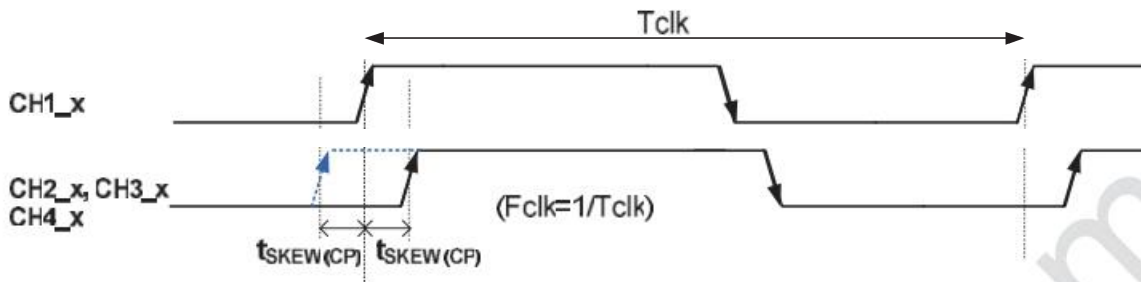 Tclk
CH1_x
CH2_x, CH3_x
CH4_x
(Fclk=1/Tclk)
tSKEW(CP) tSKEW(CP)